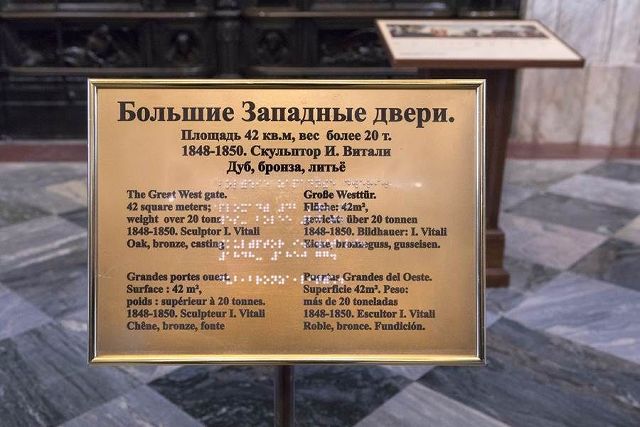 Большие Западные двери.
Площадь 42 кв.м, вес более 20 т.
1848-1850. Скульптор И. Витали
Дуб, бронза, литьё
The Great West gate.
42 square meters;
weight over 20 tons
1848-1850. Sculptor I. Vitali
Oak, bronze, casting
Große Westtür.
Fläche: 42m²,
gewicht über 20 tonnen
1848-1850. Bildhauer: I. Vitali
Eiche, bronzeguss, gusseisen.
Grandes portes ouest.
Surface : 42 m²,
poids : supérieur à 20 tonnes.
1848-1850. Sculpteur I. Vitali
Chêne, bronze, fonte
Puertas Grandes del Oeste.
Superficie 42m². Peso:
más de 20 toneladas
1848-1850. Escultor I. Vitali
Roble, bronce. Fundición.